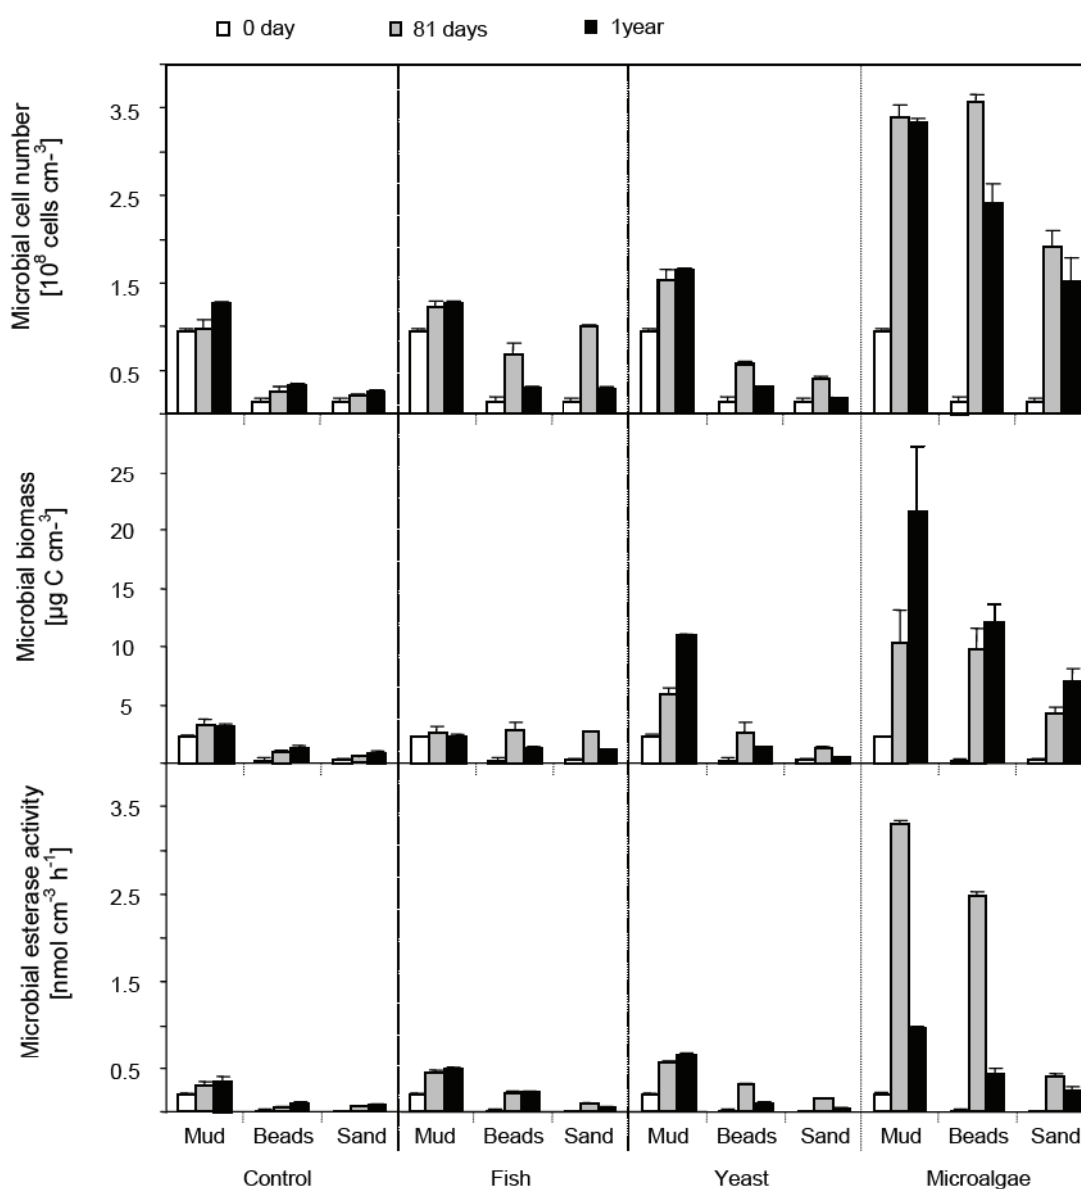 0 day 81 days 1year
Microbial cell number
[10⁸ cells cm-³]
3.5
2.5
1.5
0.5
Microbial biomass
[µg C cm-³]
25
20
15
10
5
Microbial esterase activity
[nmol cm⁻³ h⁻¹]
3.5
2.5
1.5
0.5
Mud Beads Sand Mud Beads Sand Mud Beads Sand Mud Beads Sand
Control Fish Yeast Microalgae